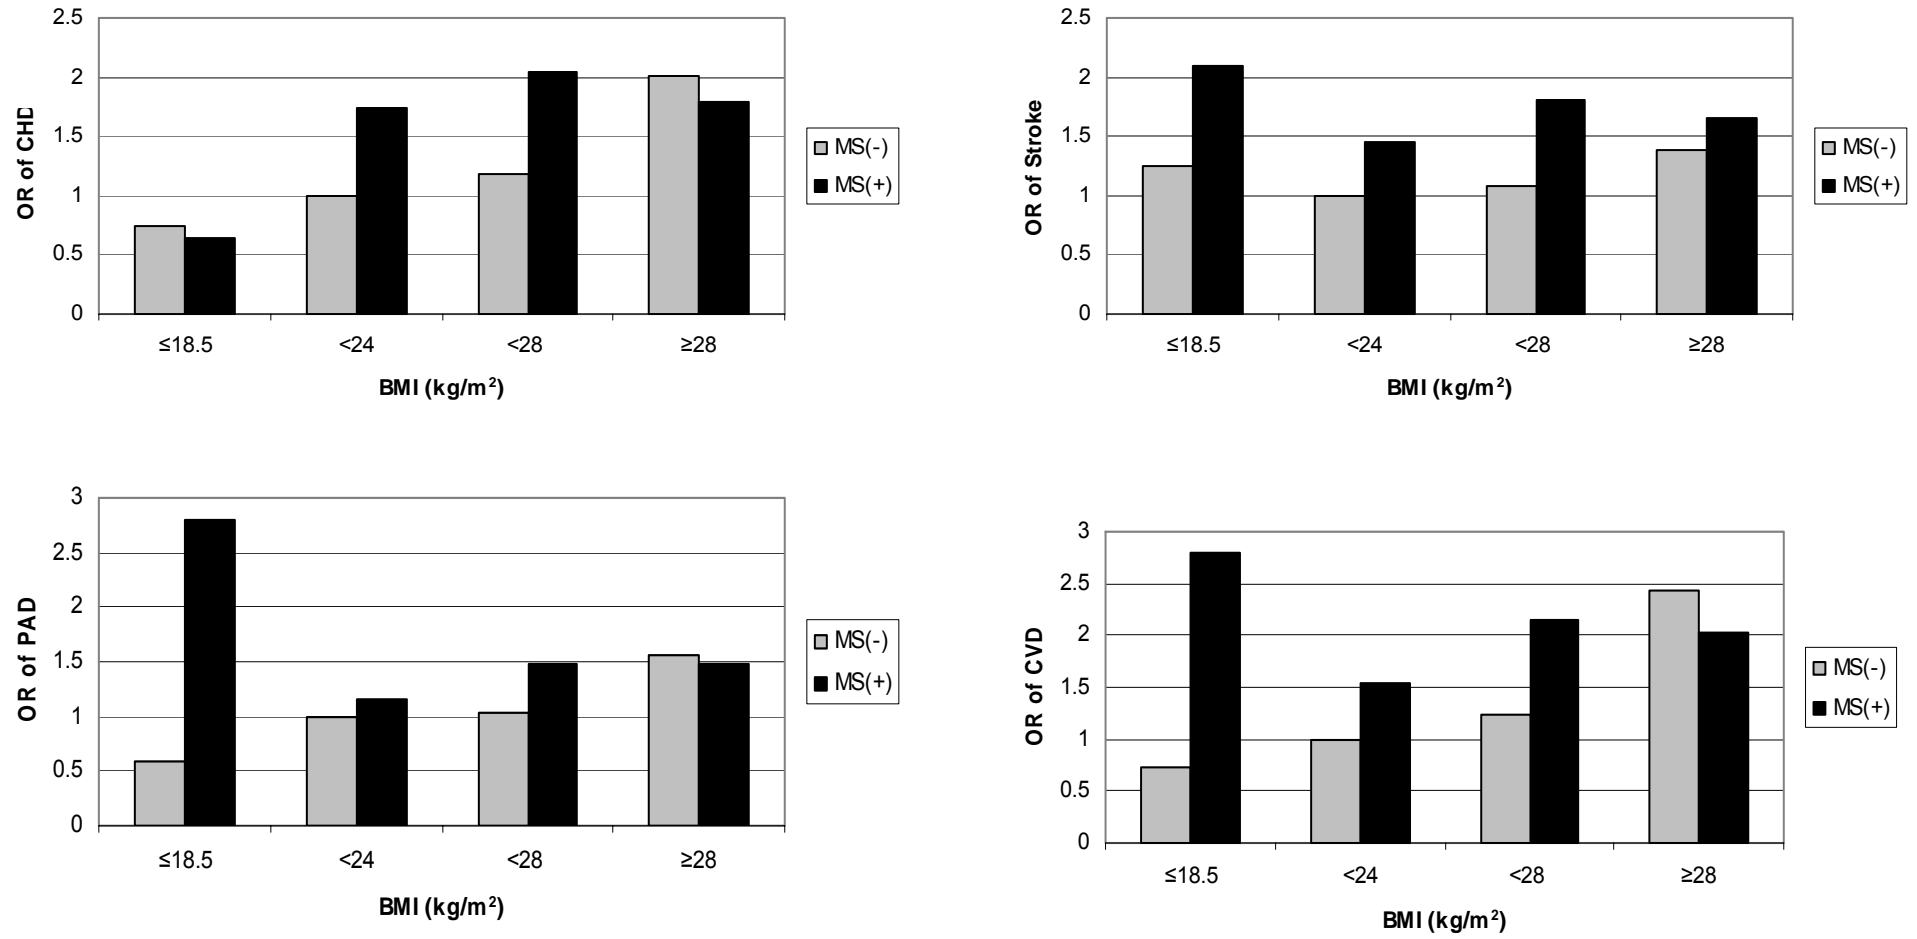 2.5
2
1.5
1
0.5
0
OR of CHD
≤18.5 <24 <28 ≥28
BMI (kg/m²)
MS(-)
MS(+)
2.5
2
1.5
1
0.5
0
OR of Stroke
≤18.5 <24 <28 ≥28
BMI (kg/m²)
MS(-)
MS(+)
3
2.5
2
1.5
1
0.5
0
OR of PAD
≤18.5 <24 <28 ≥28
BMI (kg/m²)
MS(-)
MS(+)
3
2.5
2
1.5
1
0.5
0
OR of CVD
≤18.5 <24 <28 ≥28
BMI (kg/m²)
MS(-)
MS(+)